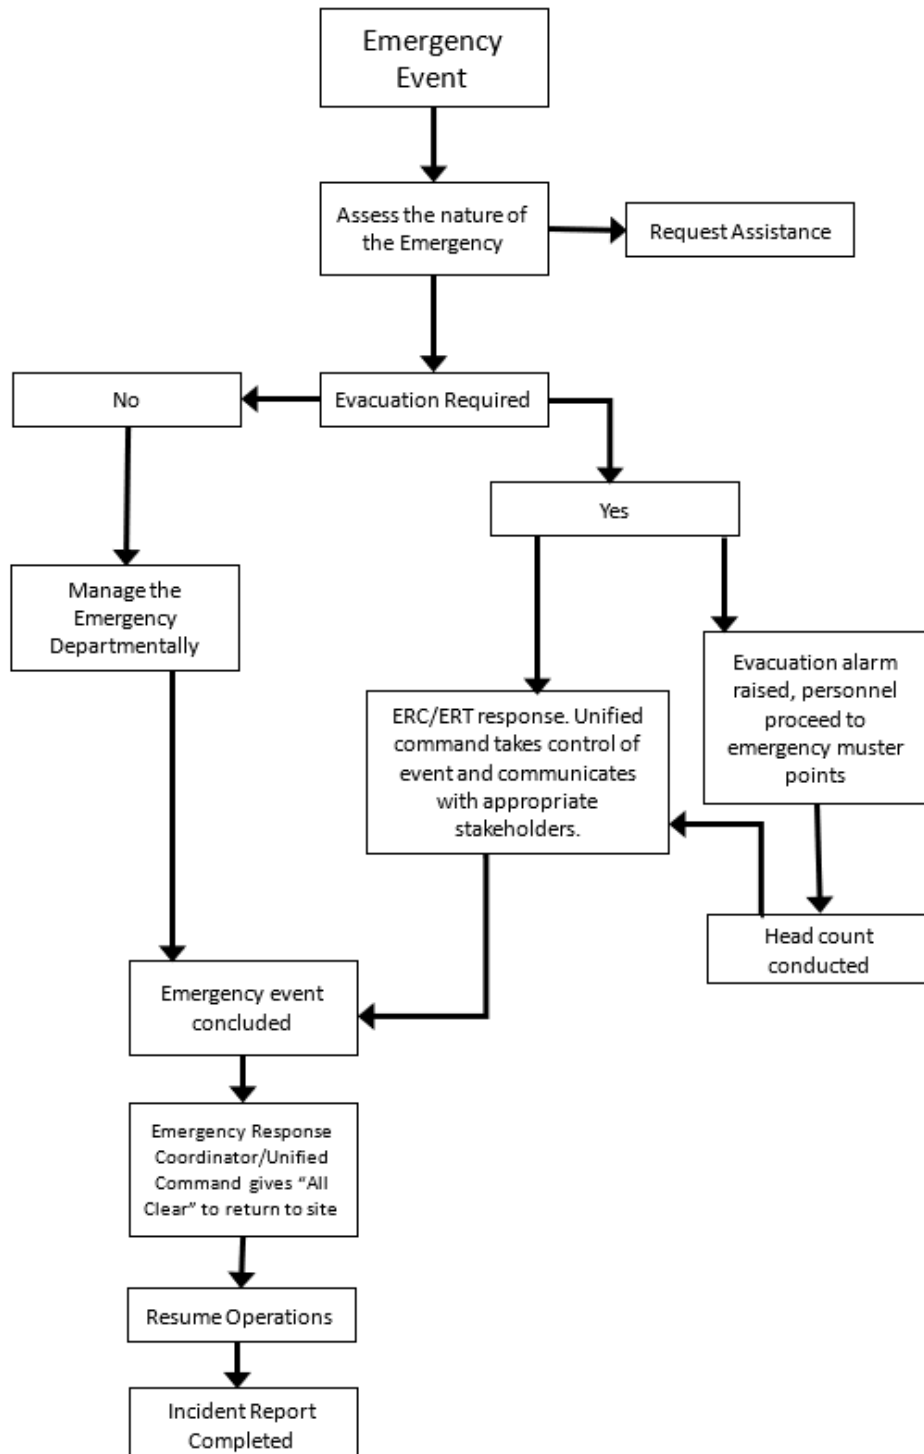 Emergency
Event
Assess the nature of
the Emergency
Request Assistance
No
Evacuation Required
Yes
Manage the
Emergency
Departmentally
Evacuation alarm
raised, personnel
proceed to
emergency muster
points
ERC/ERT response. Unified
command takes control of
event and communicates
with appropriate
stakeholders.
Head count
conducted
Emergency event
concluded
Emergency Response
Coordinator/Unified
Command gives “All
Clear” to return to site
Resume Operations
Incident Report
Completed